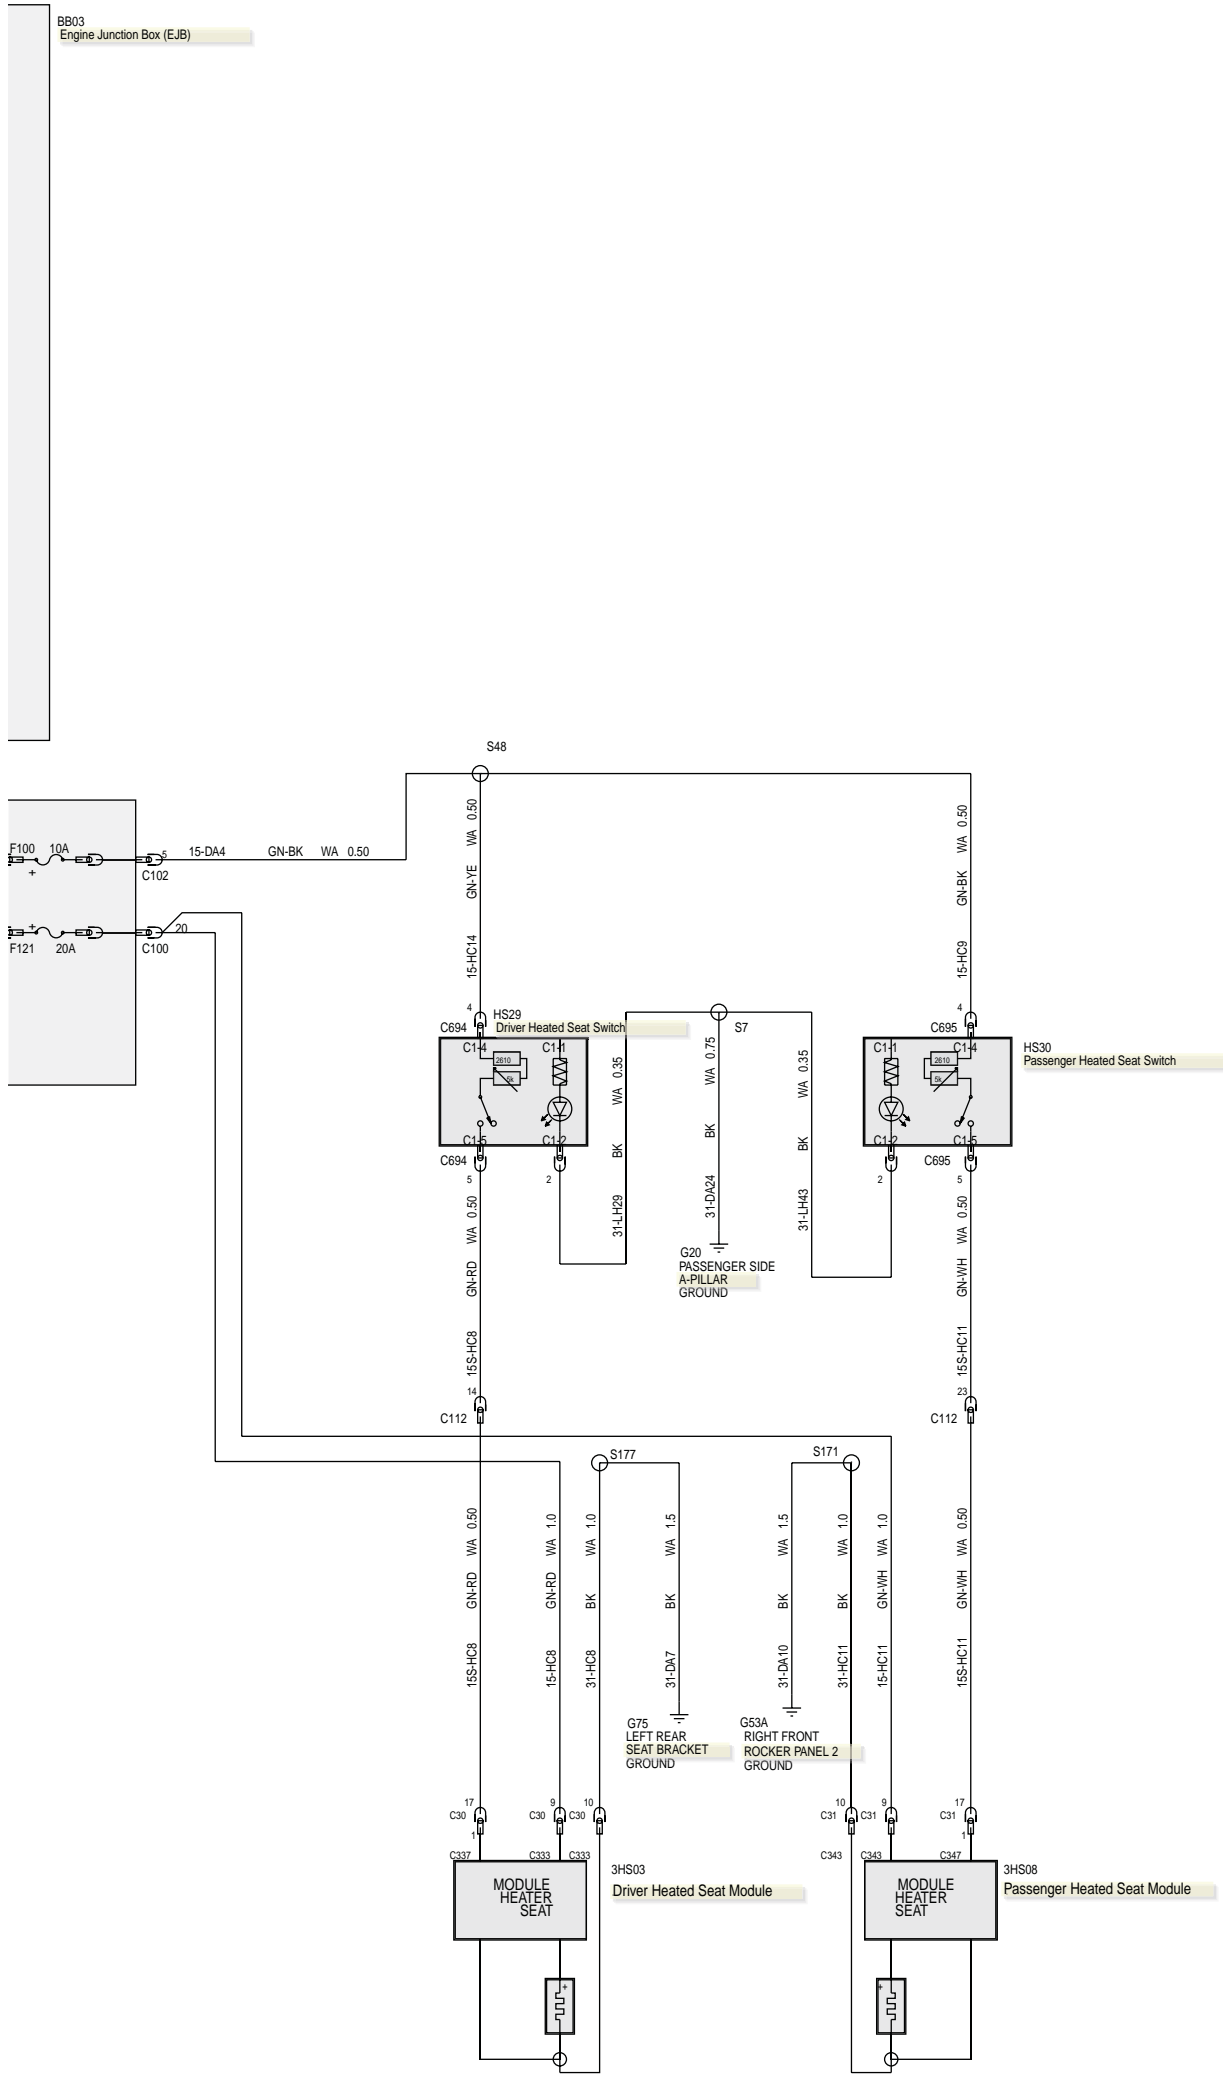 BB03
Engine Junction Box (EJB)
S48
F100 10A
+
5
C102
15-DA4 GN-BK WA 0.50
+
F121 20A
20
C100
15-HC14 GN-YE WA 0.50
15-HC9 GN-BK WA 0.50
4
C694
HS29
Driver Heated Seat Switch
C1-4
C1-1
2610
5k
C1-5
C1-2
C694
5
2
S7
31-LH29 BK WA 0.35
31-DA24 BK WA 0.75
31-LH43 BK WA 0.35
G20
PASSENGER SIDE
A-PILLAR
GROUND
4
C695
HS30
Passenger Heated Seat Switch
C1-1
C1-4
2610
5k
C1-2
C1-5
C695
2
5
15S-HC8 GN-RD WA 0.50
15S-HC11 GN-WH WA 0.50
14
C112
23
C112
S177
S171
15S-HC8 GN-RD WA 0.50
15-HC8 GN-RD WA 1.0
31-HC8 BK WA 1.0
31-DA7 BK WA 1.5
31-DA10 BK WA 1.5
31-HC11 BK WA 1.0
15-HC11 GN-WH WA 1.0
15S-HC11 GN-WH WA 0.50
G75
LEFT REAR
SEAT BRACKET
GROUND
G53A
RIGHT FRONT
ROCKER PANEL 2
GROUND
17
C30
1
9
C30
10
C30
10
C31
9
C31
17
C31
1
C337
C333
C333
C343
C343
C347
MODULE
HEATER
SEAT
3HS03
Driver Heated Seat Module
MODULE
HEATER
SEAT
3HS08
Passenger Heated Seat Module
+
+